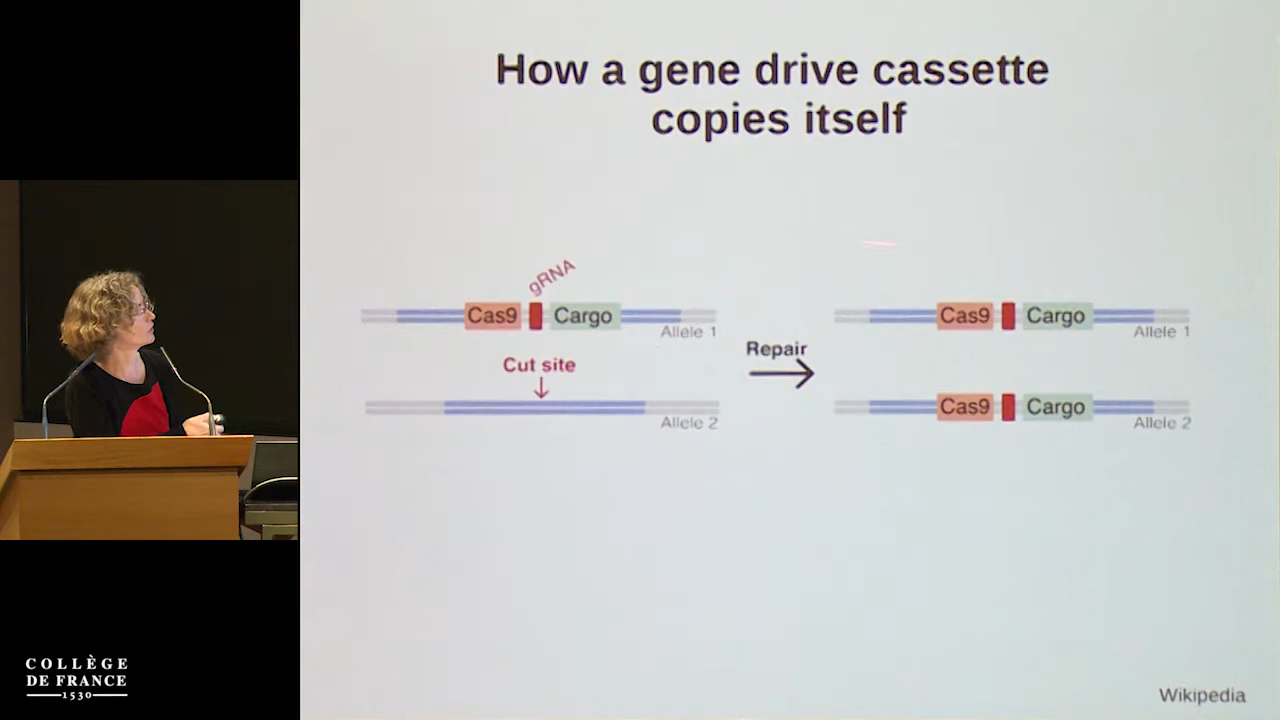 How a gene drive cassette
copies itself
gRNA
Cas9
Cargo
Allele 1
Cut site
Allele 2
Repair
Cas9
Cargo
Allele 1
Cas9
Cargo
Allele 2
Wikipedia
COLLÈGE
DE FRANCE
1530